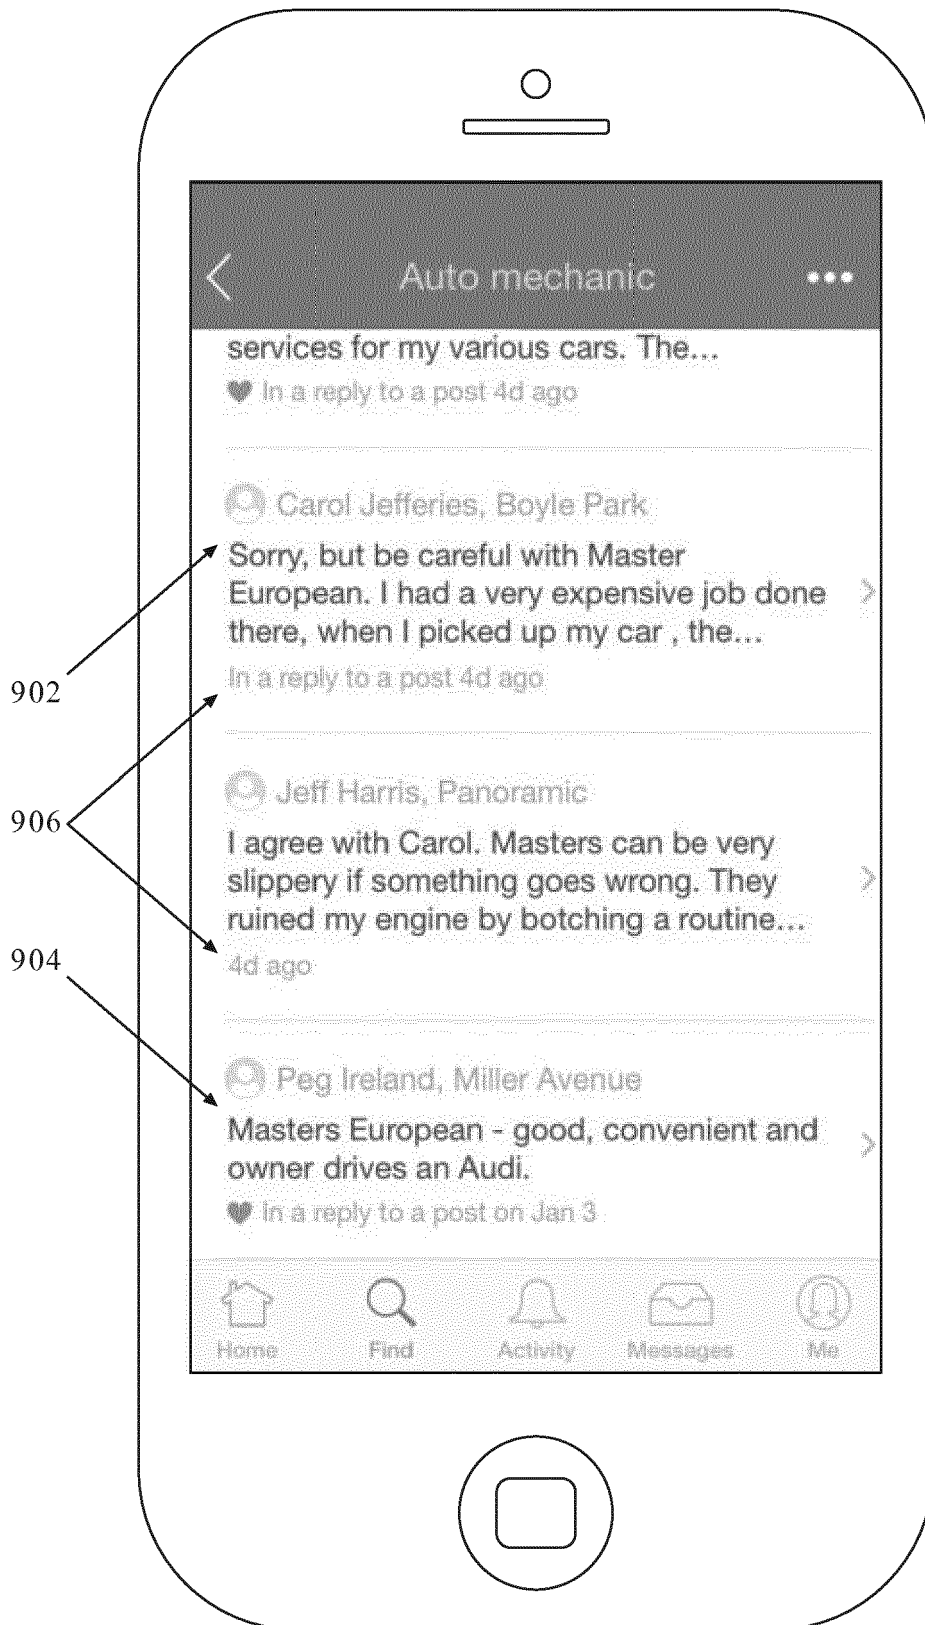 Auto mechanic
services for my various cars. The...
In a reply to a post 4d ago
Carol Jefferies, Boyle Park
Sorry, but be careful with Master
European. I had a very expensive job done
there, when I picked up my car , the...
In a reply to a post 4d ago
902
906
Jeff Harris, Panoramic
I agree with Carol. Masters can be very
slippery if something goes wrong. They
ruined my engine by botching a routine...
4d ago
904
Peg Ireland, Miller Avenue
Masters European - good, convenient and
owner drives an Audi.
In a reply to a post on Jan 3
Home Find Activity Messages Me